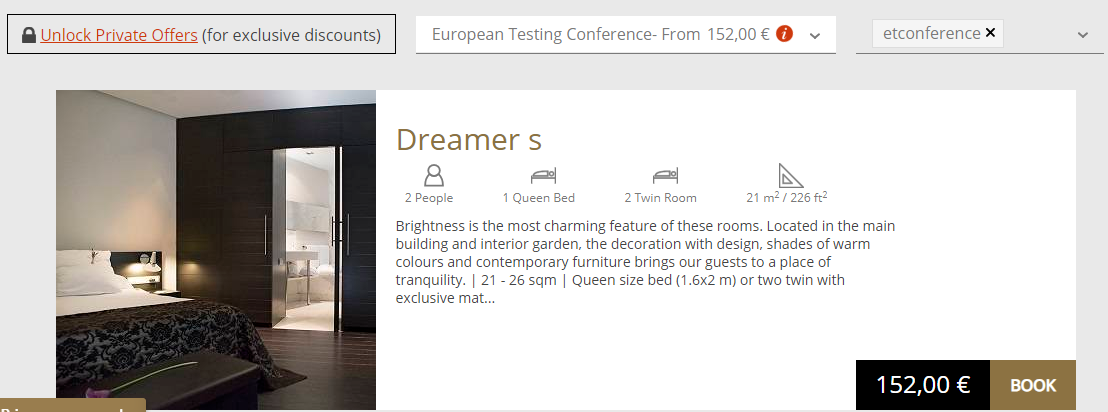 Unlock Private Offers (for exclusive discounts)
European Testing Conference- From 152,00 € i
etconference ×
Dreamer s
2 People
1 Queen Bed
2 Twin Room
21 m² / 226 ft²
Brightness is the most charming feature of these rooms. Located in the main
building and interior garden, the decoration with design, shades of warm
colours and contemporary furniture brings our guests to a place of
tranquility. | 21 - 26 sqm | Queen size bed (1.6x2 m) or two twin with
exclusive mat...
152,00 €
BOOK